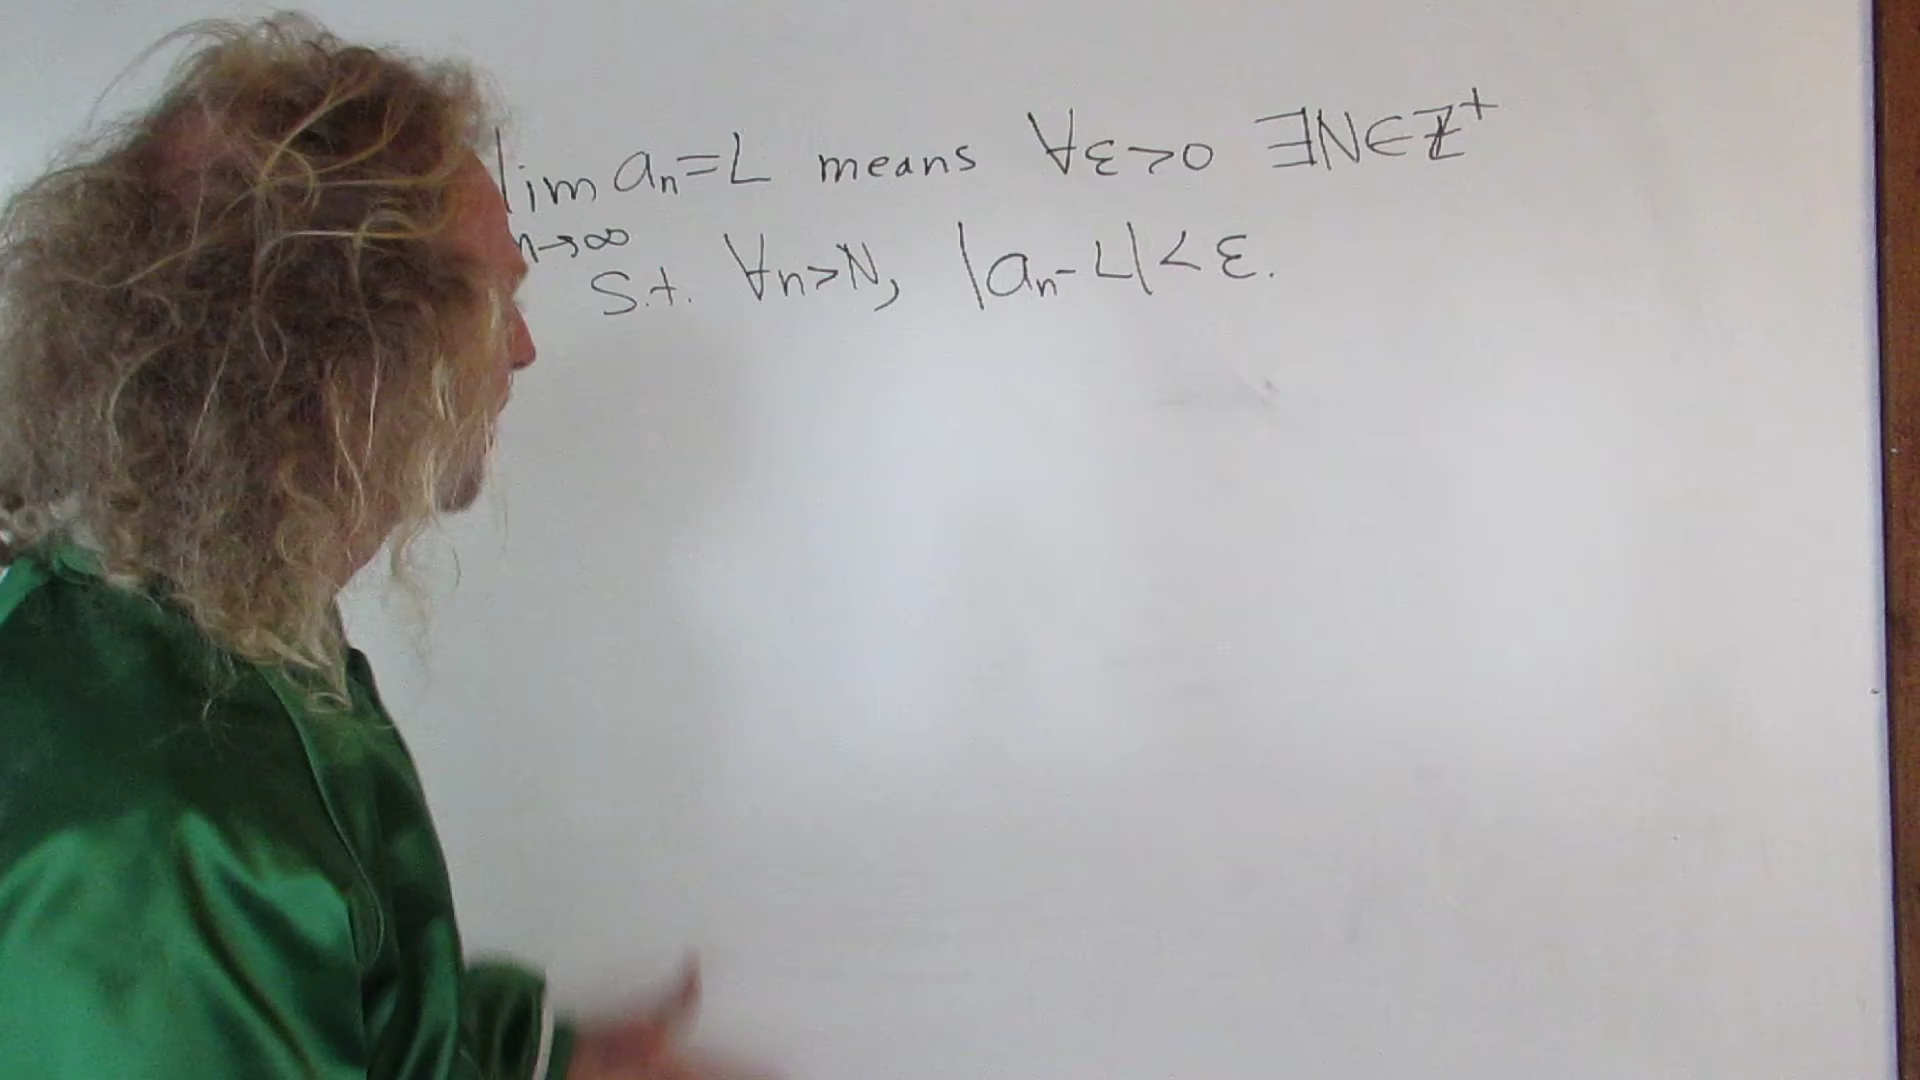 lim aₙ=L means ∀ε>0 ∃N∈ℤ⁺
n→∞
s.t. ∀n>N, |aₙ-L|<ε.